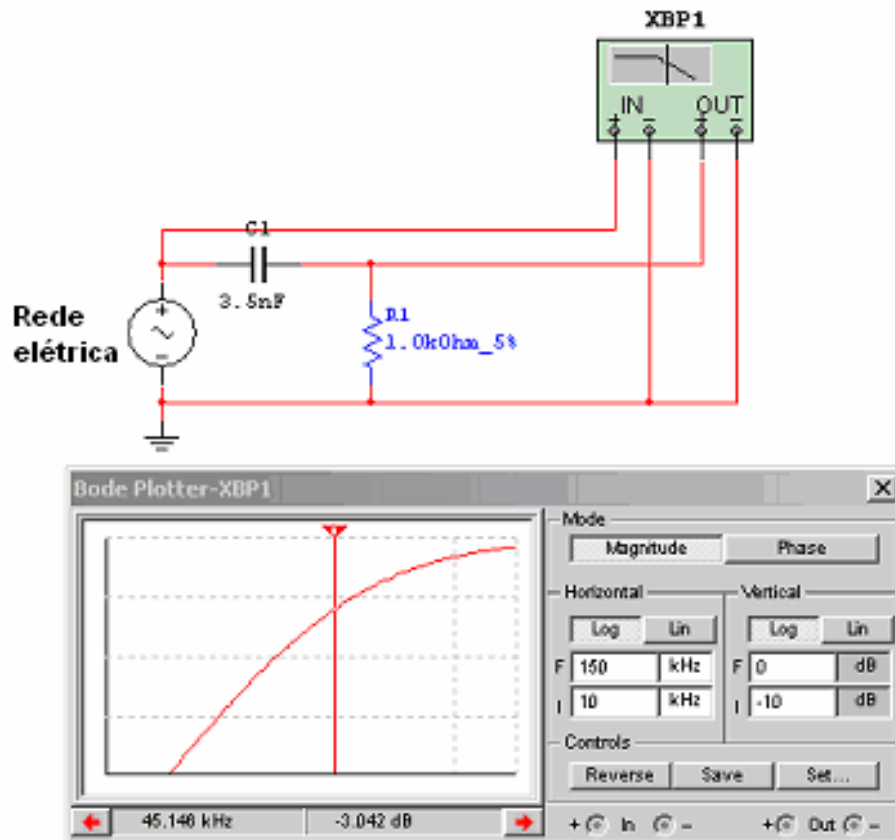 XBP1
IN OUT
+ - + -
C1
3.5nF
Rede
elétrica
+
-
R1
1.0kOhm_5%
Bode Plotter-XBP1
Mode
Magnitude Phase
Horizontal Vertical
Log Lin Log Lin
F 150 kHz F 0 dB
I 10 kHz I -10 dB
Controls
Reverse Save Set...
45.146 kHz -3.042 dB
+ In - + Out -